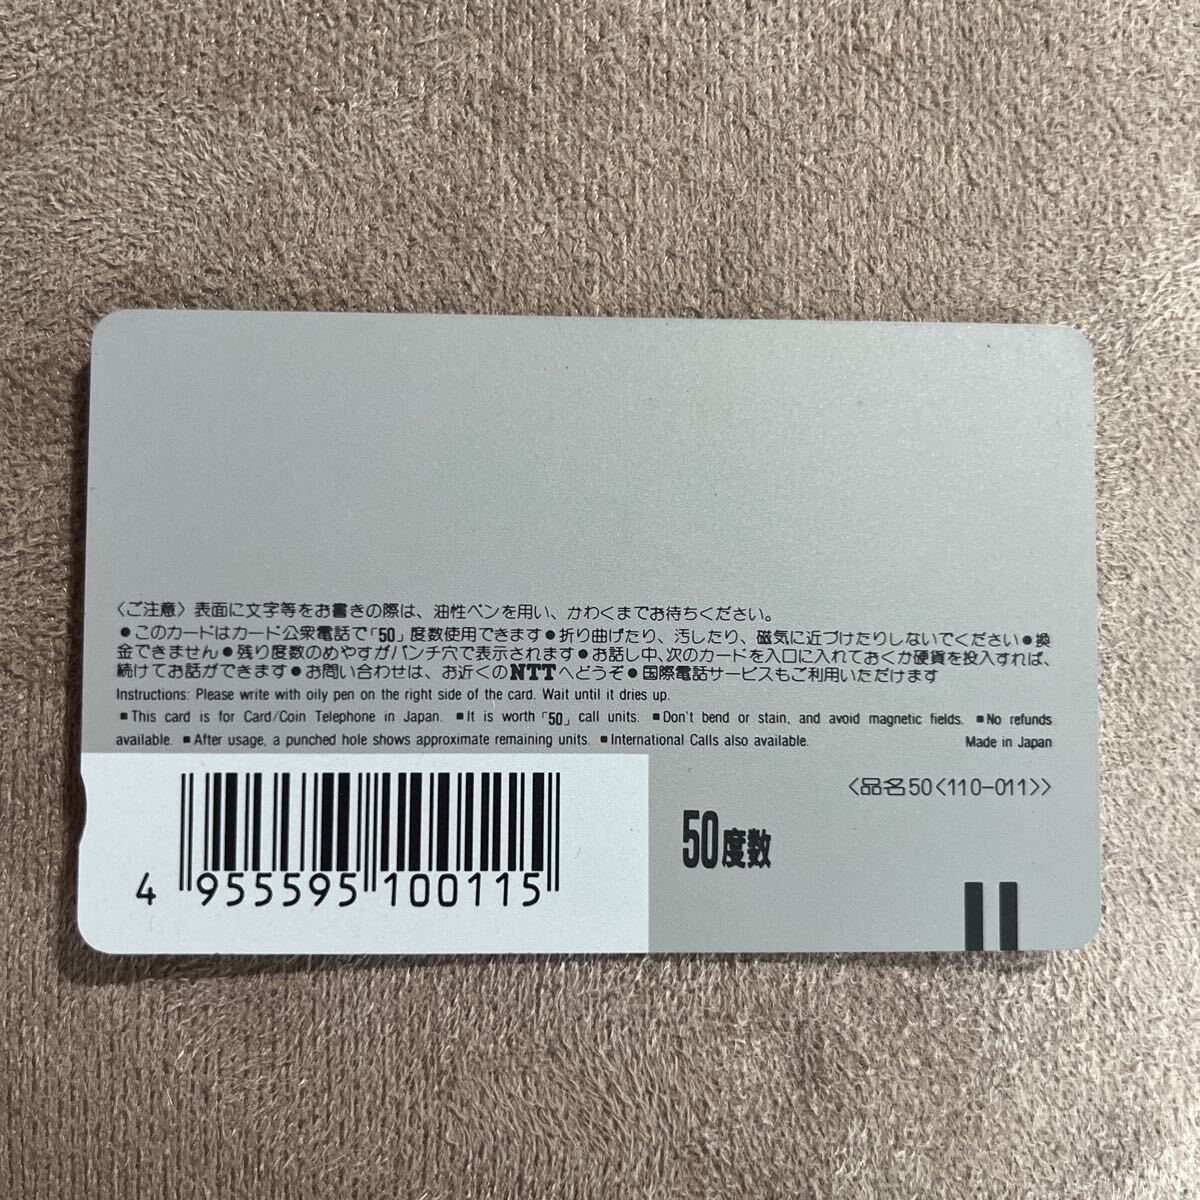 〈ご注意〉表面に文字等をお書きの際は、油性ペンを用い、かわくまでお待ちください。
●このカードはカード公衆電話で「50」度数使用できます●折り曲げたり、汚したり、磁気に近づけたりしないでください●換
金できません●残り度数のめやすがパンチ穴で表示されます●お話し中、次のカードを入口に入れておくか硬貨を投入すれば、
続けてお話ができます●お問い合わせは、お近くのNTTへどうぞ●国際電話サービスもご利用いただけます
Instructions: Please write with oily pen on the right side of the card. Wait until it dries up.
■This card is for Card/Coin Telephone in Japan. ■It is worth「50」call units. ■Don't bend or stain, and avoid magnetic fields. ■No refunds
available. ■After usage, a punched hole shows approximate remaining units. ■International Calls also available. Made in Japan
〈品名50〈110-011〉〉
50度数
4 955595 100115